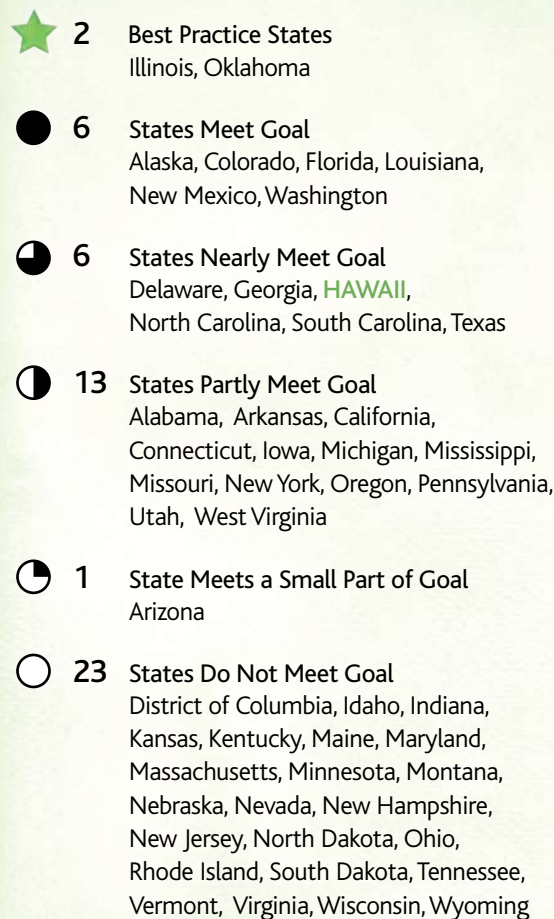 2 Best Practice States
Illinois, Oklahoma
6 States Meet Goal
Alaska, Colorado, Florida, Louisiana,
New Mexico, Washington
6 States Nearly Meet Goal
Delaware, Georgia, HAWAII,
North Carolina, South Carolina, Texas
13 States Partly Meet Goal
Alabama, Arkansas, California,
Connecticut, Iowa, Michigan, Mississippi,
Missouri, New York, Oregon, Pennsylvania,
Utah, West Virginia
1 State Meets a Small Part of Goal
Arizona
23 States Do Not Meet Goal
District of Columbia, Idaho, Indiana,
Kansas, Kentucky, Maine, Maryland,
Massachusetts, Minnesota, Montana,
Nebraska, Nevada, New Hampshire,
New Jersey, North Dakota, Ohio,
Rhode Island, South Dakota, Tennessee,
Vermont, Virginia, Wisconsin, Wyoming